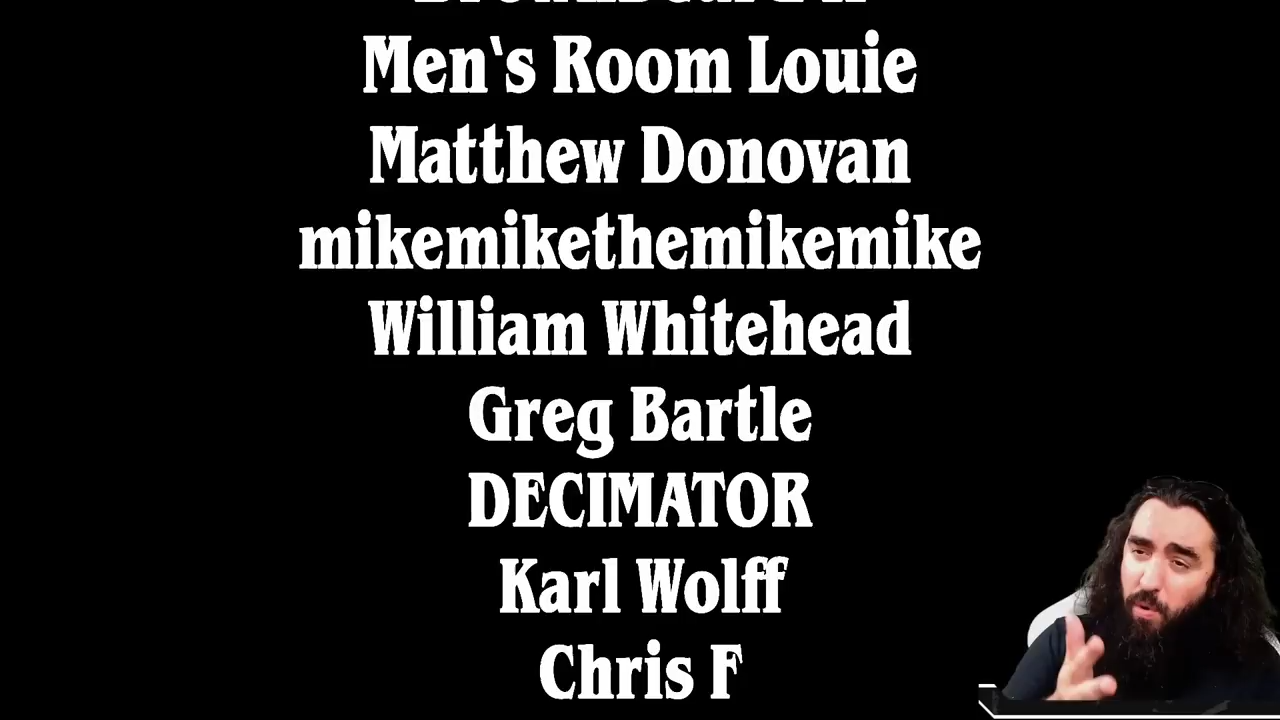 Men's Room Louie
Matthew Donovan
mikemikethemikemike
William Whitehead
Greg Bartle
DECIMATOR
Karl Wolff
Chris F